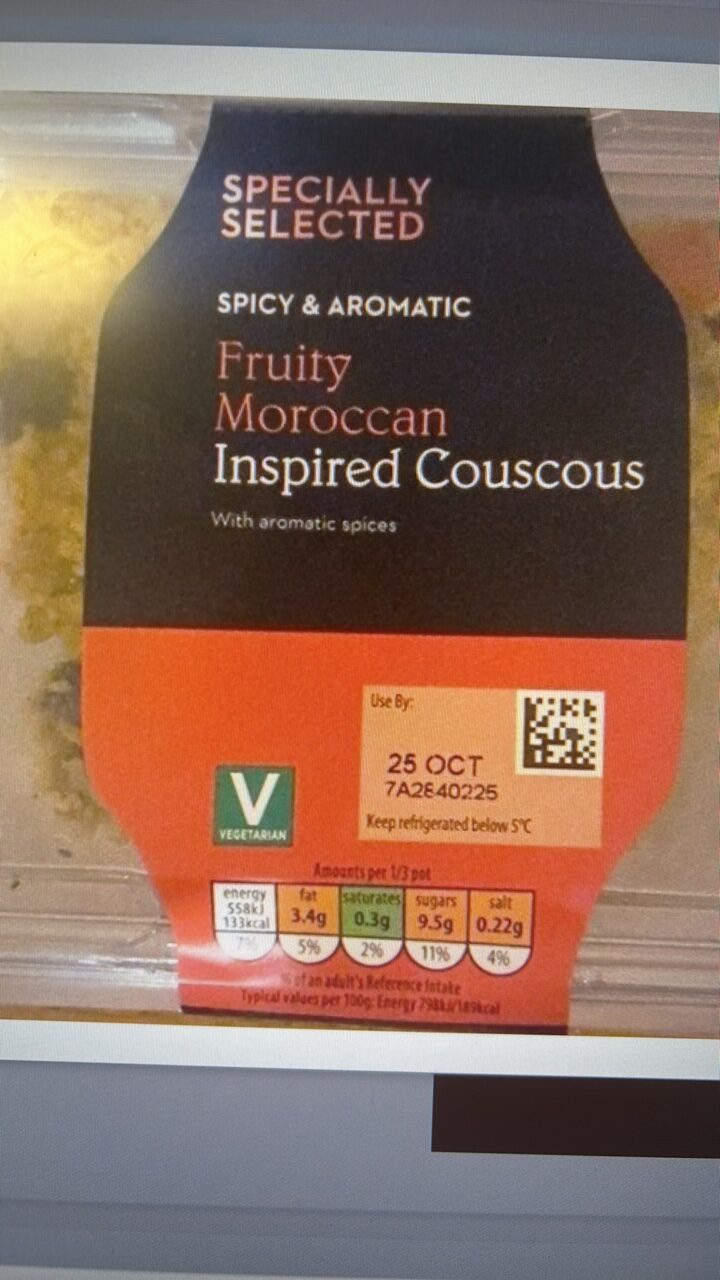 SPECIALLY
SELECTED
SPICY & AROMATIC
Fruity
Moroccan
Inspired Couscous
With aromatic spices
Use By:
25 OCT
7A2840225
Keep refrigerated below 5°C
V
VEGETARIAN
Amounts per 1/3 pot
energy
558kJ
133kcal
7%
fat
3.4g
5%
saturates
0.3g
2%
sugars
9.5g
11%
salt
0.22g
4%
% of an adult's Reference Intake
Typical values per 100g: Energy 798kJ/189kcal